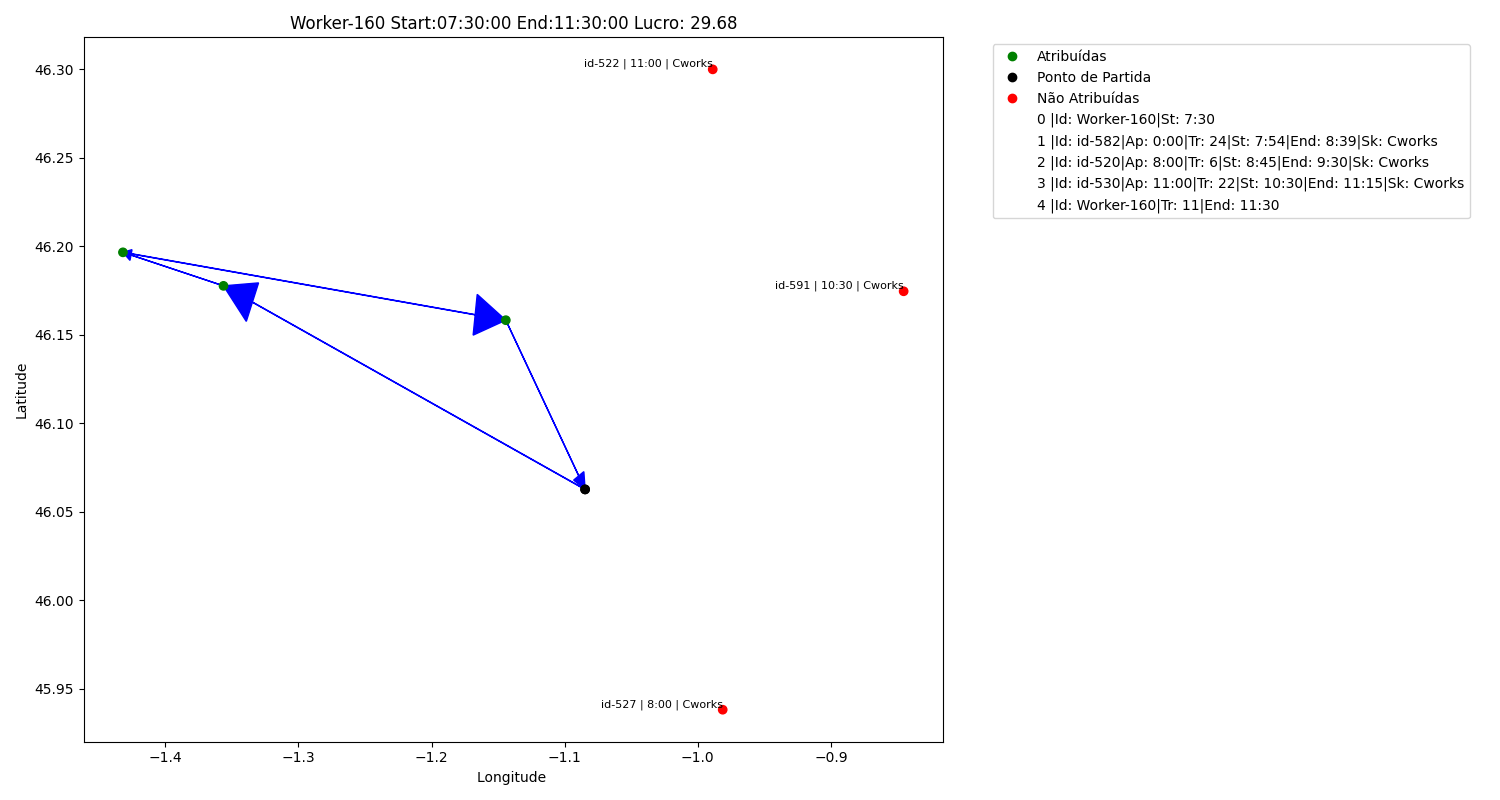 Worker-160 Start:07:30:00 End:11:30:00 Lucro: 29.68
Atribuídas
Ponto de Partida
Não Atribuídas
0 |Id: Worker-160|St: 7:30
1 |Id: id-582|Ap: 0:00|Tr: 24|St: 7:54|End: 8:39|Sk: Cworks
2 |Id: id-520|Ap: 8:00|Tr: 6|St: 8:45|End: 9:30|Sk: Cworks
3 |Id: id-530|Ap: 11:00|Tr: 22|St: 10:30|End: 11:15|Sk: Cworks
4 |Id: Worker-160|Tr: 11|End: 11:30
id-522 | 11:00 | Cworks
id-591 | 10:30 | Cworks
id-527 | 8:00 | Cworks
Latitude
46.30
46.25
46.20
46.15
46.10
46.05
46.00
45.95
−1.4
−1.3
−1.2
−1.1
−1.0
−0.9
Longitude